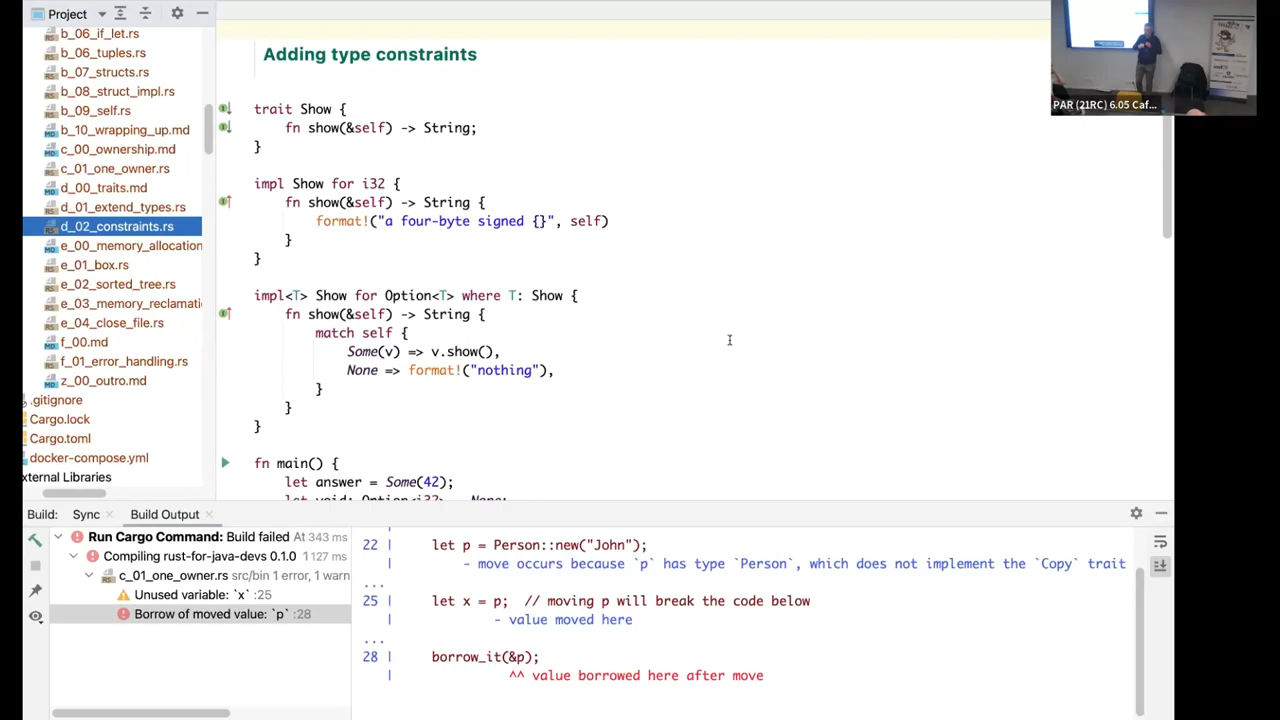 Project
b_06_if_let.rs
b_06_tuples.rs
b_07_structs.rs
b_08_struct_impl.rs
b_09_self.rs
b_10_wrapping_up.md
c_00_ownership.md
c_01_one_owner.rs
d_00_traits.md
d_01_extend_types.rs
d_02_constraints.rs
e_00_memory_allocation
e_01_box.rs
e_02_sorted_tree.rs
e_03_memory_reclamati
e_04_close_file.rs
f_00.md
f_01_error_handling.rs
z_00_outro.md
.gitignore
Cargo.lock
Cargo.toml
docker-compose.yml
xternal Libraries
Adding type constraints
trait Show {
fn show(&self) -> String;
}
impl Show for i32 {
fn show(&self) -> String {
format!("a four-byte signed {}", self)
}
}
impl<T> Show for Option<T> where T: Show {
fn show(&self) -> String {
match self {
Some(v) => v.show(),
None => format!("nothing"),
}
}
}
fn main() {
let answer = Some(42);
let void: Option<i32> = None;
PAR (21RC) 6.05 Caf...
Build: Sync Build Output
Run Cargo Command: Build failed At 343 ms
Compiling rust-for-java-devs 0.1.0 1 127 ms
c_01_one_owner.rs src/bin 1 error, 1 warn
Unused variable: `x` :25
Borrow of moved value: `p` :28
22 | let p = Person::new("John");
| - move occurs because `p` has type `Person`, which does not implement the `Copy` trait
...
25 | let x = p; // moving p will break the code below
| - value moved here
...
28 | borrow_it(&p);
| ^^ value borrowed here after move